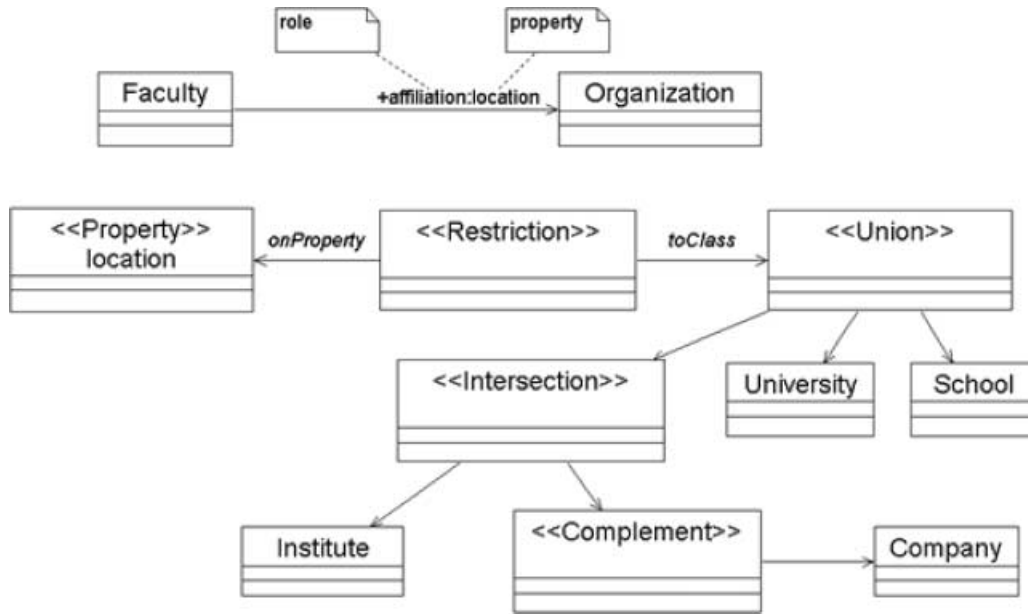 role
property
Faculty
+affiliation:location
Organization
<<Property>>
location
onProperty
<<Restriction>>
toClass
<<Union>>
<<Intersection>>
University
School
Institute
<<Complement>>
Company